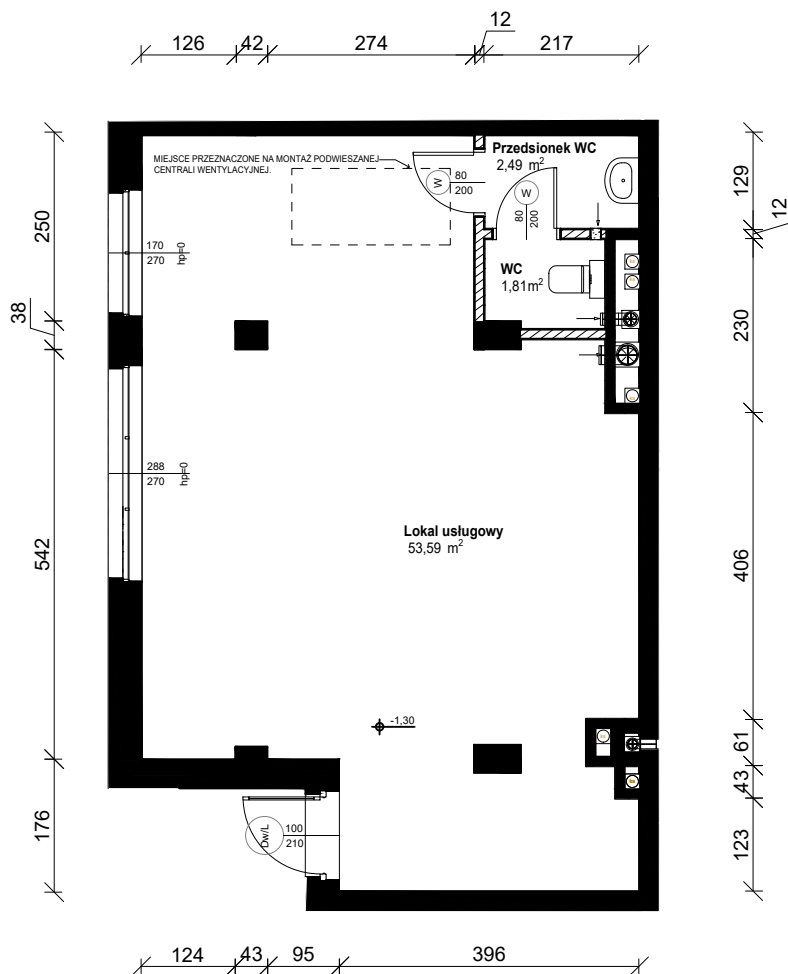 12
126 42 274 217
MIEJSCE PRZEZNACZONE NA MONTAŻ PODWIESZANEJ
CENTRALI WENTYLACYJNEJ.
Przedsionek WC
2,49 m²
W
80
200
W
80
200
129
12
250
170
270
hp=0
WC
1,81m²
38
230
288
270
hp=0
Lokal usługowy
53,59 m²
542
406
-1,30
61
43
176
Dw/L
100
210
123
124 43 95 396